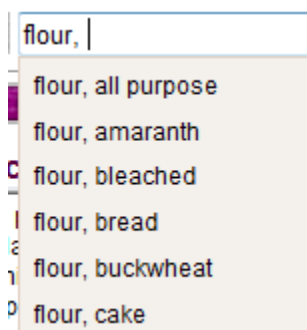 flour,
flour, all purpose
flour, amaranth
flour, bleached
flour, bread
flour, buckwheat
flour, cake